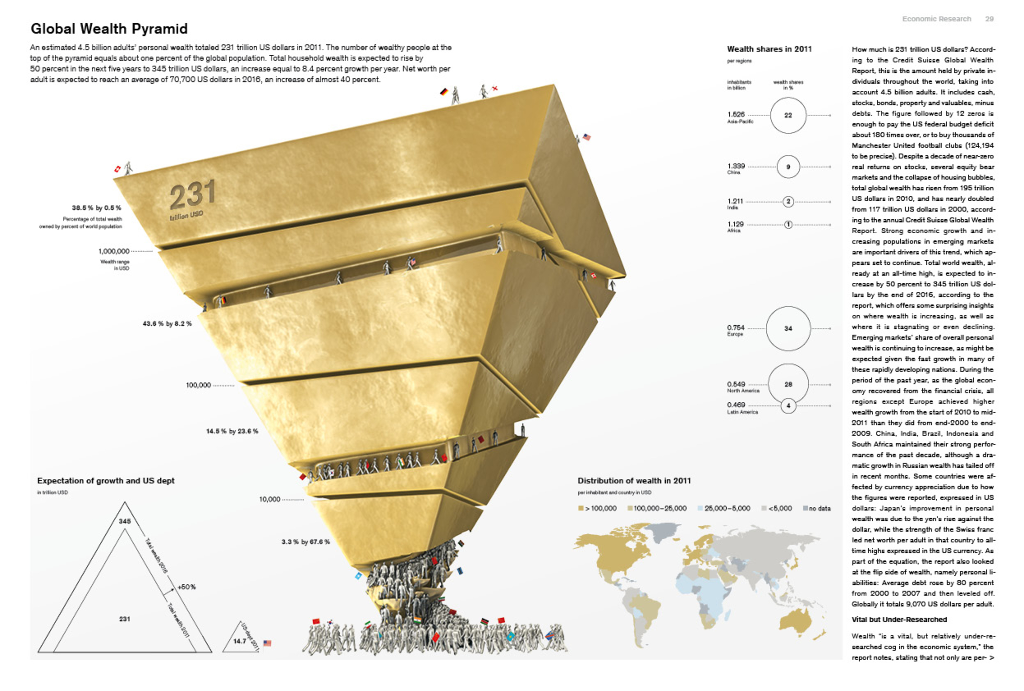 Economic Research 29
Global Wealth Pyramid
An estimated 4.5 billion adults' personal wealth totaled 231 trillion US dollars in 2011. The number of wealthy people at the
top of the pyramid equals about one percent of the global population. Total household wealth is expected to rise by
50 percent in the next five years to 345 trillion US dollars, an increase equal to 8.4 percent growth per year. Net worth per
adult is expected to reach an average of 70,700 US dollars in 2016, an increase of almost 40 percent.
231
billion USD
38.5 % by 0.5 %
Percentage of total wealth
owned by percent of world population
1,000,000
Wealth range
in USD
43.6 % by 8.2 %
100,000
14.5 % by 23.6 %
10,000
3.3 % by 67.6 %
Expectation of growth and US dept
in trillion USD
345
Total wealth 2016
+50%
Total wealth 2011
231
US dept 2011
14.7
Wealth shares in 2011
per regions
inhabitants
in billion
wealth shares
in %
1.526
Asia-Pacific
22
1.339
China
9
1.211
India
2
1.129
Africa
1
0.754
Europe
34
0.549
North America
28
0.469
Latin America
4
Distribution of wealth in 2011
per inhabitant and country in USD
> 100,000
100,000–25,000
25,000–5,000
<5,000
no data
How much is 231 trillion US dollars? Accord-
ing to the Credit Suisse Global Wealth
Report, this is the amount held by private in-
dividuals throughout the world, taking into
account 4.5 billion adults. It includes cash,
stocks, bonds, property and valuables, minus
debts. The figure followed by 12 zeros is
enough to pay the US federal budget deficit
about 180 times over, or to buy thousands of
Manchester United football clubs (124,194
to be precise). Despite a decade of near-zero
real returns on stocks, several equity bear
markets and the collapse of housing bubbles,
total global wealth has risen from 195 trillion
US dollars in 2010, and has nearly doubled
from 117 trillion US dollars in 2000, accord-
ing to the annual Credit Suisse Global Wealth
Report. Strong economic growth and in-
creasing populations in emerging markets
are important drivers of this trend, which ap-
pears set to continue. Total world wealth, al-
ready at an all-time high, is expected to in-
crease by 50 percent to 345 trillion US dol-
lars by the end of 2016, according to the
report, which offers some surprising insights
on where wealth is increasing, as well as
where it is stagnating or even declining.
Emerging markets' share of overall personal
wealth is continuing to increase, as might be
expected given the fast growth in many of
these rapidly developing nations. During the
period of the past year, as the global econ-
omy recovered from the financial crisis, all
regions except Europe achieved higher
wealth growth from the start of 2010 to mid-
2011 than they did from end-2000 to end-
2009. China, India, Brazil, Indonesia and
South Africa maintained their strong perfor-
mance of the past decade, although a dra-
matic growth in Russian wealth has tailed off
in recent months. Some countries were af-
fected by currency appreciation due to how
the figures were reported, expressed in US
dollars: Japan's improvement in personal
wealth was due to the yen's rise against the
dollar, while the strength of the Swiss franc
led net worth per adult in that country to all-
time highs expressed in the US currency. As
part of the equation, the report also looked
at the flip side of wealth, namely personal li-
abilities: Average debt rose by 80 percent
from 2000 to 2007 and then leveled off.
Globally it totals 9,070 US dollars per adult.
Vital but Under-Researched
Wealth "is a vital, but relatively under-re-
searched cog in the economic system," the
report notes, stating that not only are per- >